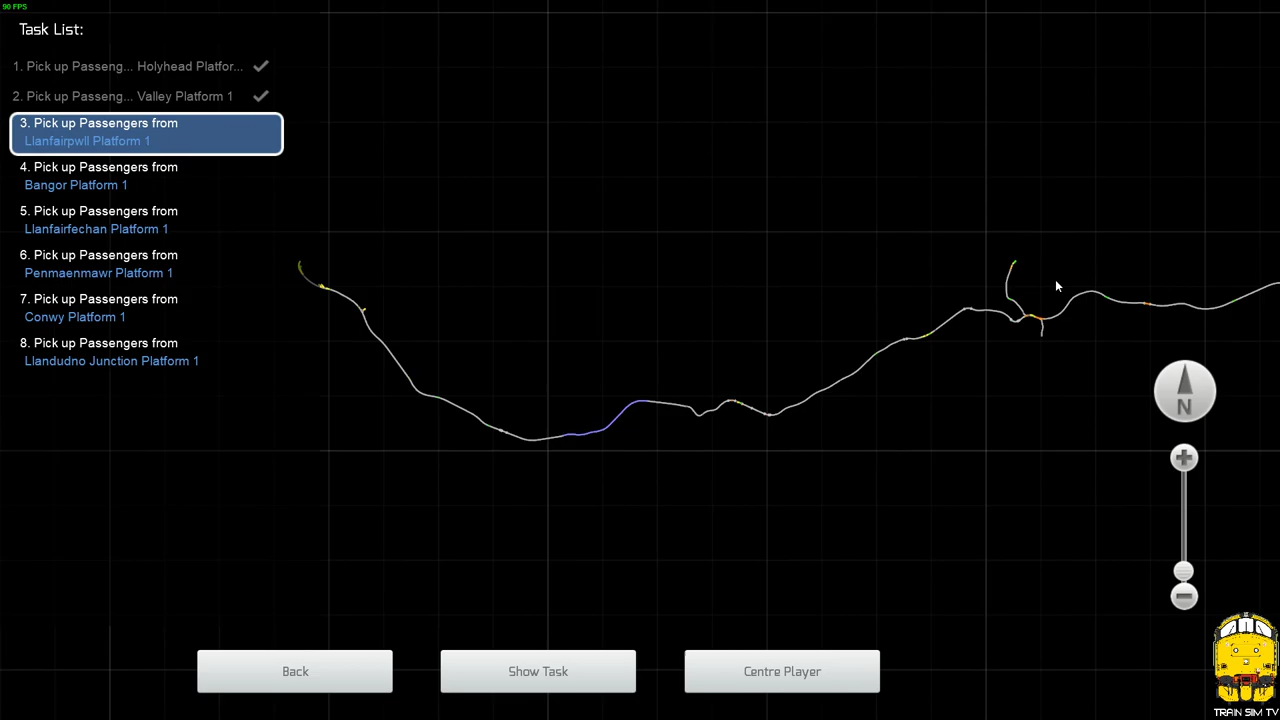 90 FPS
Task List:
1. Pick up Passeng... Holyhead Platfor...
2. Pick up Passeng... Valley Platform 1
3. Pick up Passengers from
Llanfairpwll Platform 1
4. Pick up Passengers from
Bangor Platform 1
5. Pick up Passengers from
Llanfairfechan Platform 1
6. Pick up Passengers from
Penmaenmawr Platform 1
7. Pick up Passengers from
Conwy Platform 1
8. Pick up Passengers from
Llandudno Junction Platform 1
N
Back
Show Task
Centre Player
TRAIN SIM TV